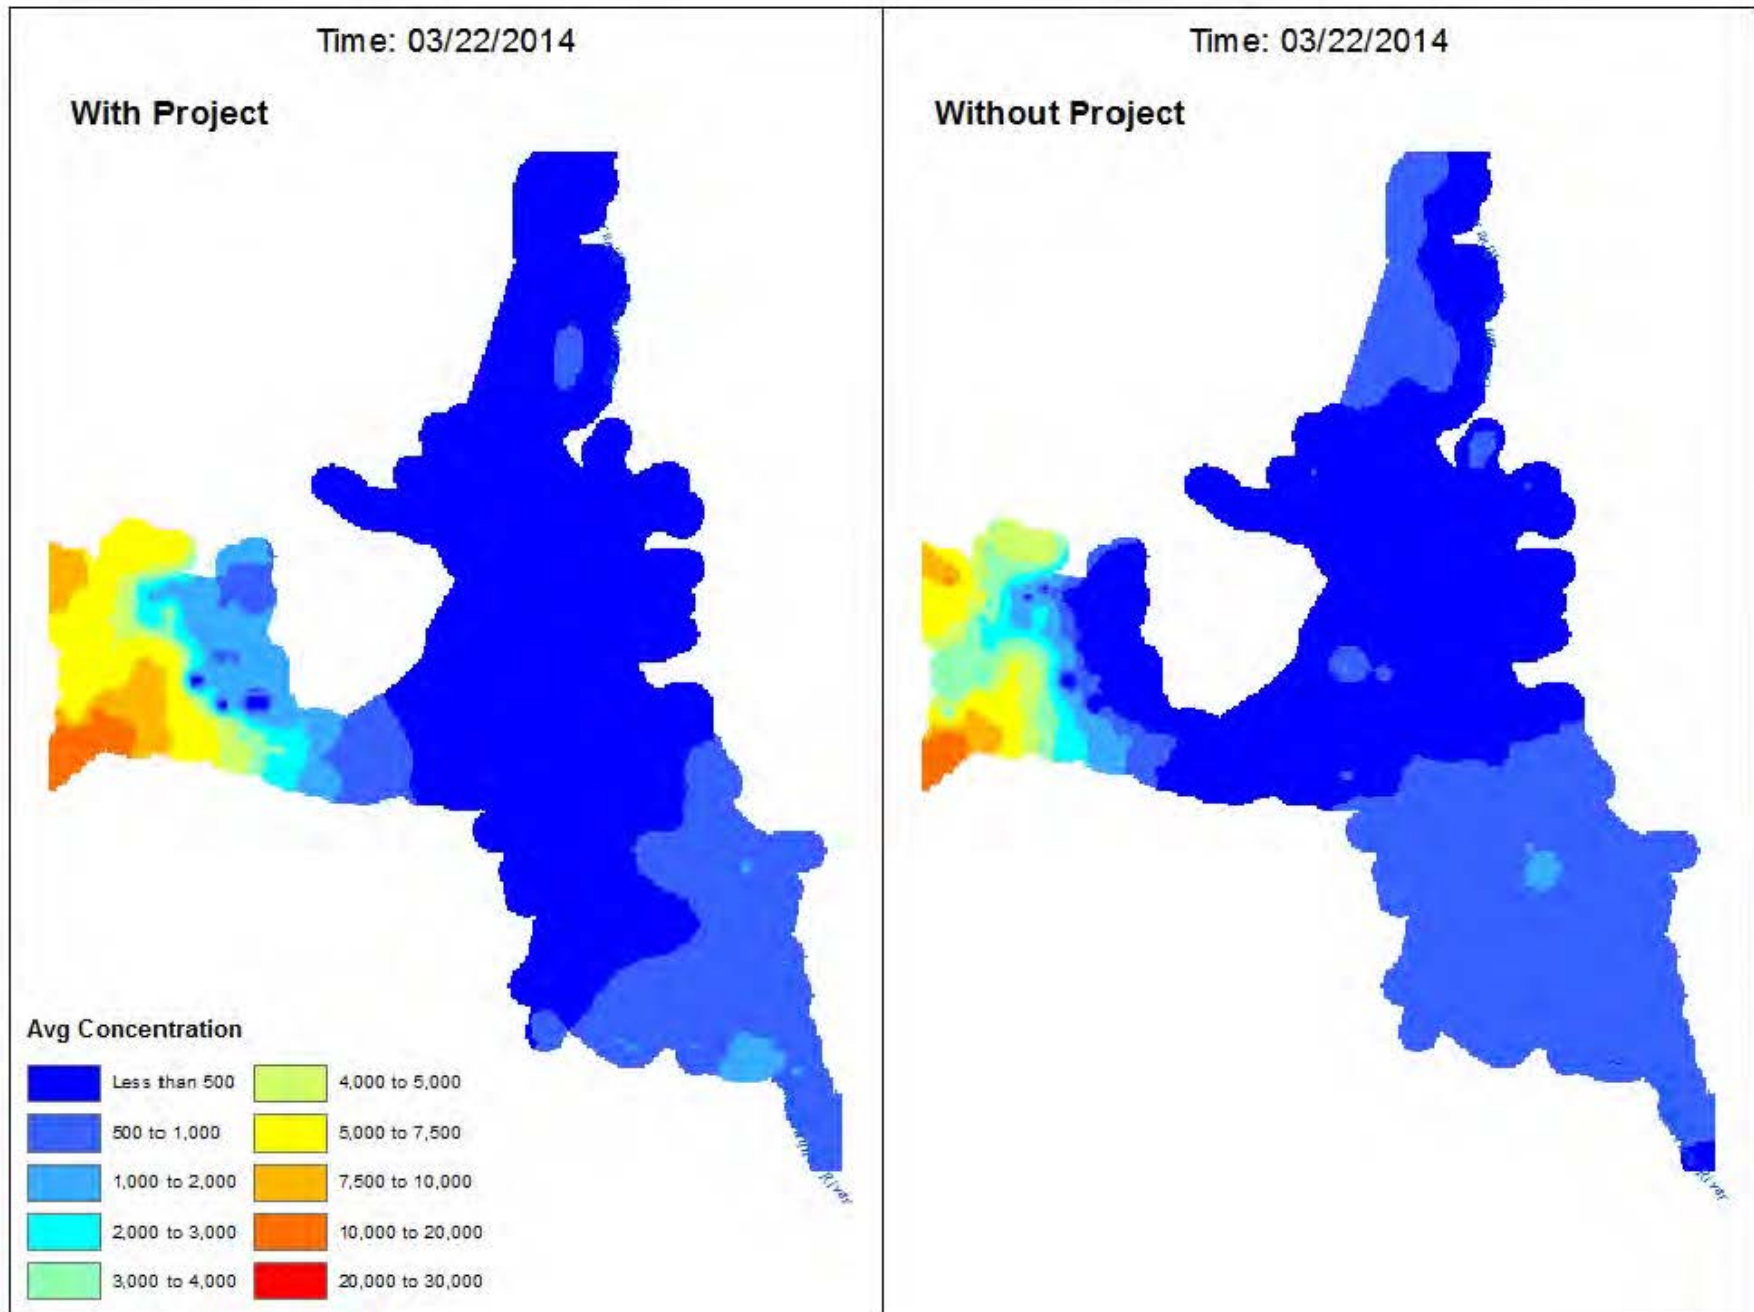 Time: 03/22/2014
With Project
Time: 03/22/2014
Without Project
Avg Concentration
Less than 500
500 to 1,000
1,000 to 2,000
2,000 to 3,000
3,000 to 4,000
4,000 to 5,000
5,000 to 7,500
7,500 to 10,000
10,000 to 20,000
20,000 to 30,000
River
River